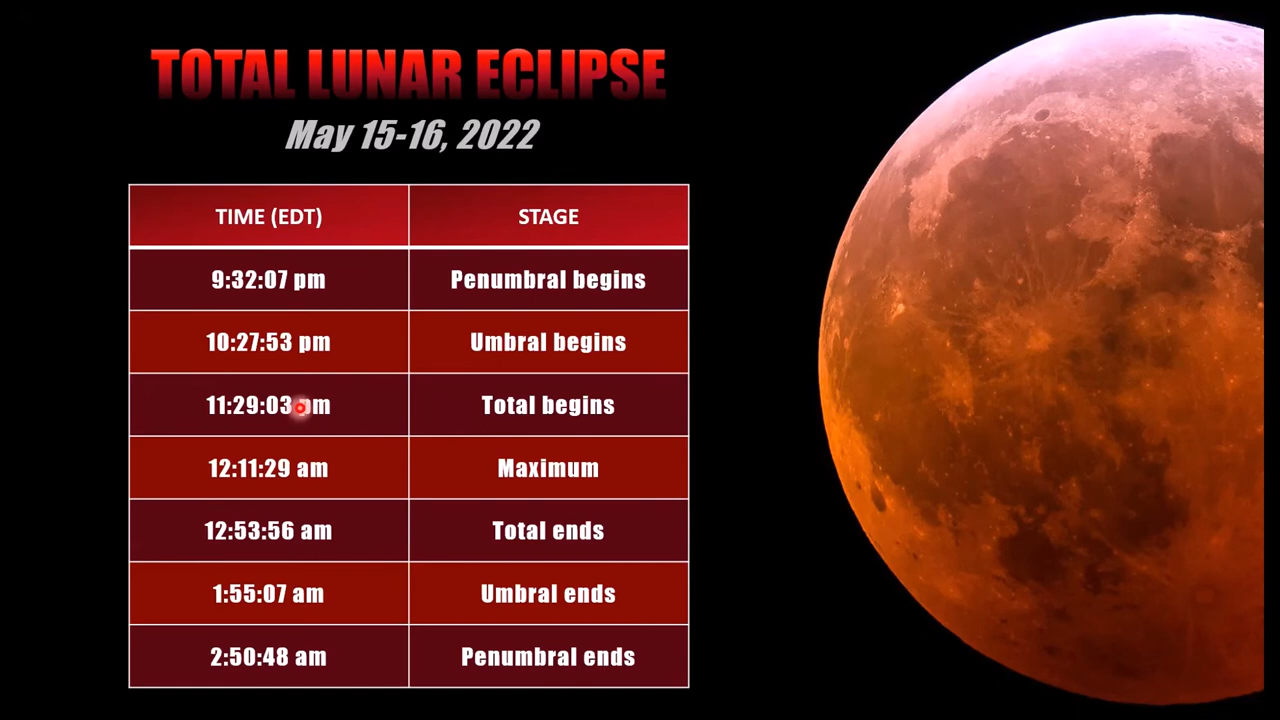 TOTAL LUNAR ECLIPSE
May 15-16, 2022
TIME (EDT) STAGE
9:32:07 pm Penumbral begins
10:27:53 pm Umbral begins
11:29:03 pm Total begins
12:11:29 am Maximum
12:53:56 am Total ends
1:55:07 am Umbral ends
2:50:48 am Penumbral ends